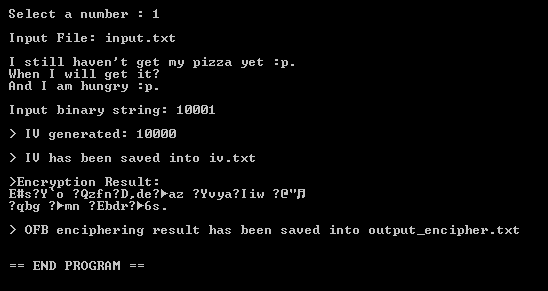 Select a number : 1
Input File: input.txt
I still haven't get my pizza yet :p.
When I will get it?
And I am hungry :p.
Input binary string: 10001
> IV generated: 10000
> IV has been saved into iv.txt
>Encryption Result:
E#s?Y`o ?Qzfn?D,de?►az ?Yvya?Iiw ?@"♫
?qbg ?►mn ?Ebdr?►6s.
> OFB enciphering result has been saved into output_encipher.txt
== END PROGRAM ==